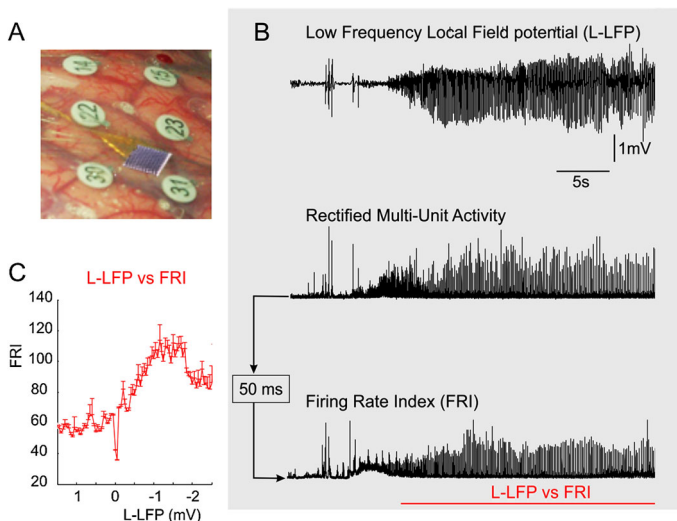 A
14
15
22
23
30
31
B
Low Frequency Local Field potential (L-LFP)
1mV
5s
Rectified Multi-Unit Activity
50 ms
Firing Rate Index (FRI)
L-LFP vs FRI
C
L-LFP vs FRI
140
120
100
80
60
40
20
FRI
1 0 -1 -2
L-LFP (mV)